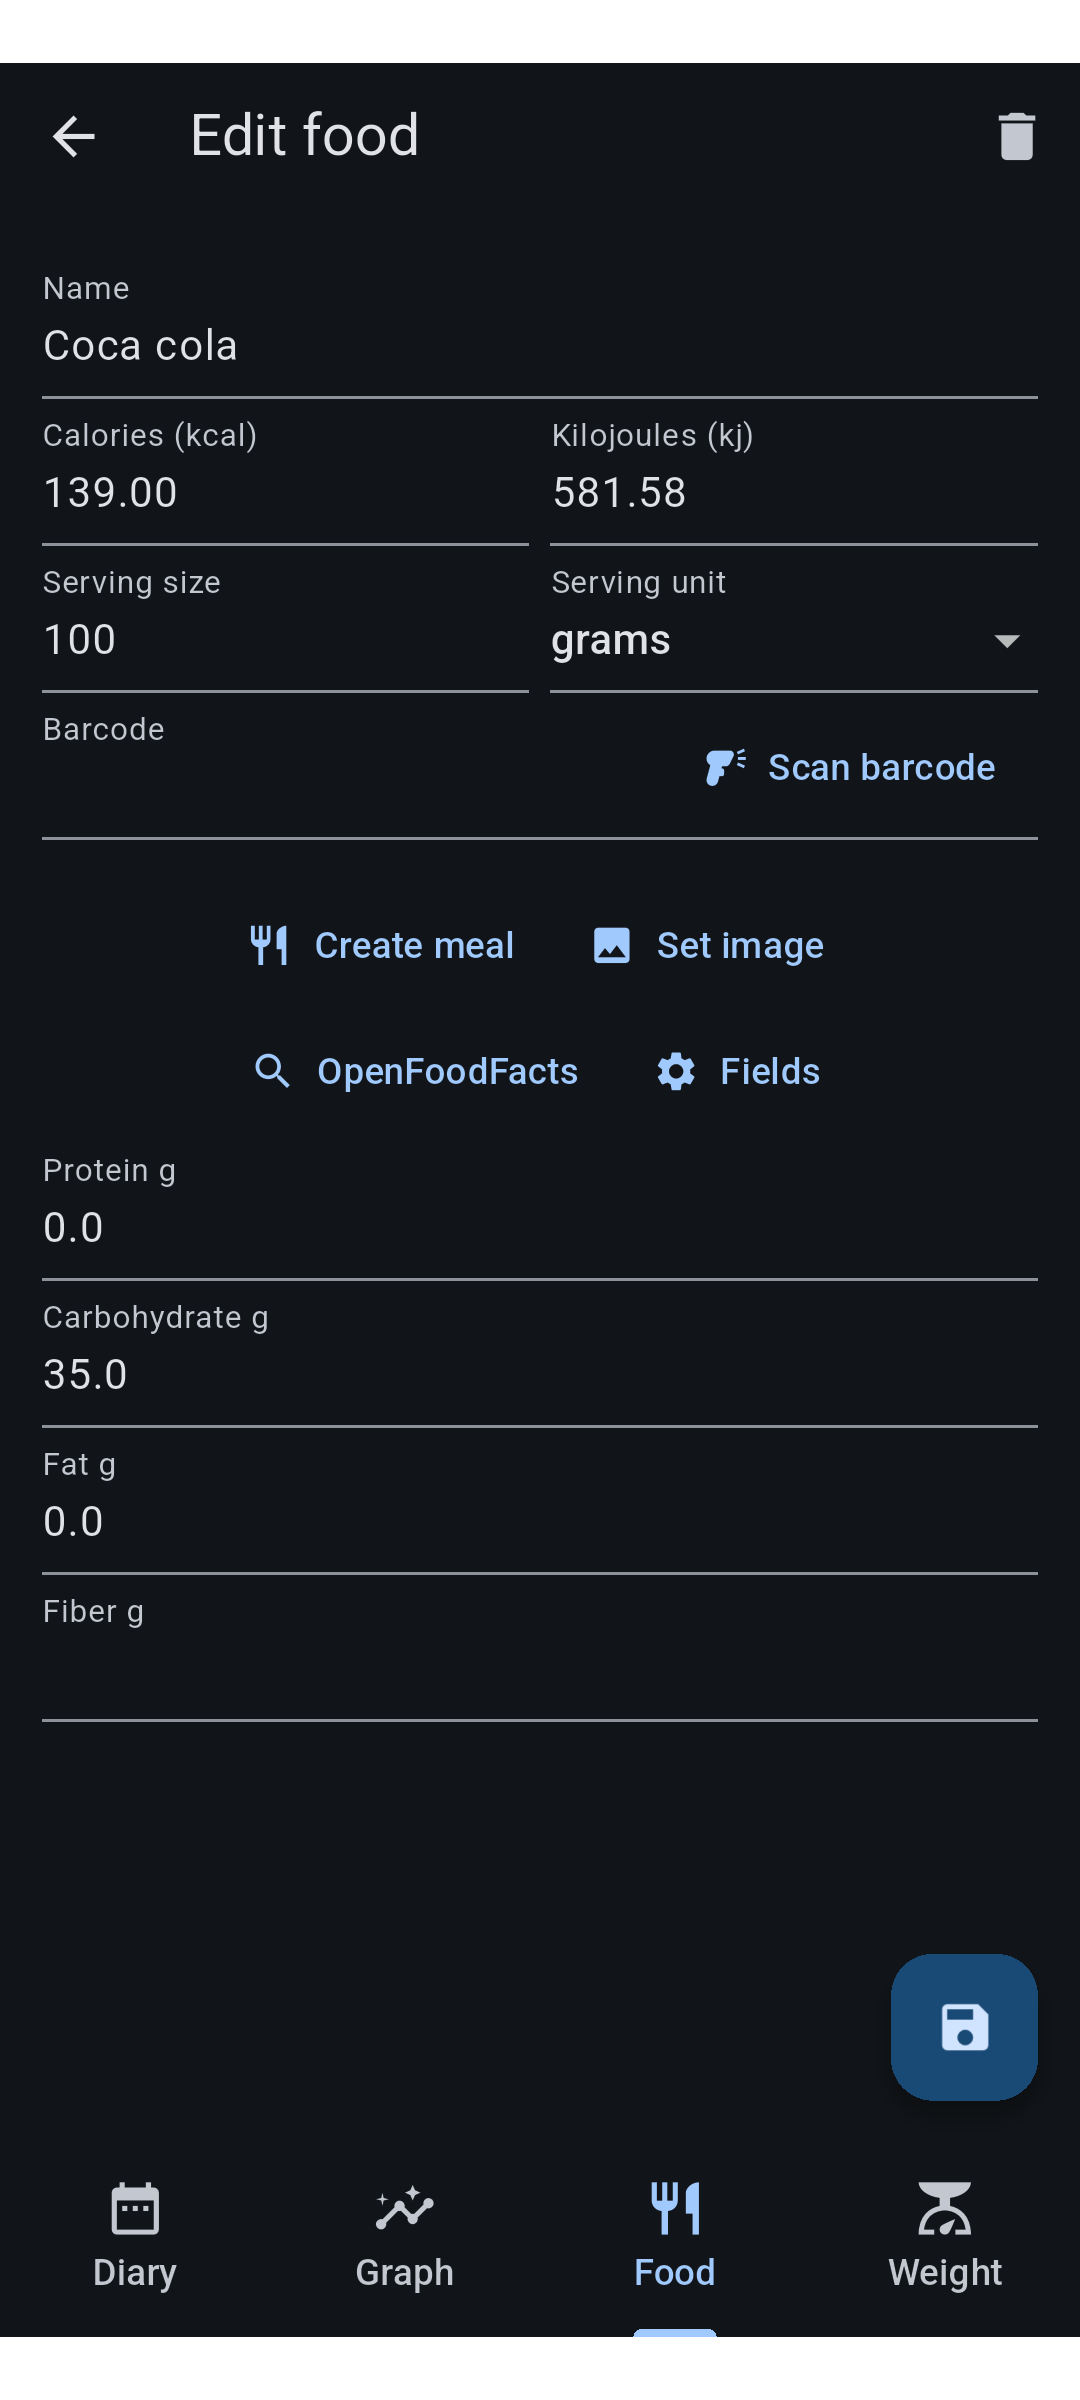 Edit food
Name
Coca cola
Calories (kcal)
Kilojoules (kj)
139.00
581.58
Serving size
Serving unit
100
grams
Barcode
Scan barcode
Create meal
Set image
OpenFoodFacts
Fields
Protein g
0.0
Carbohydrate g
35.0
Fat g
0.0
Fiber g
Diary
Graph
Food
Weight